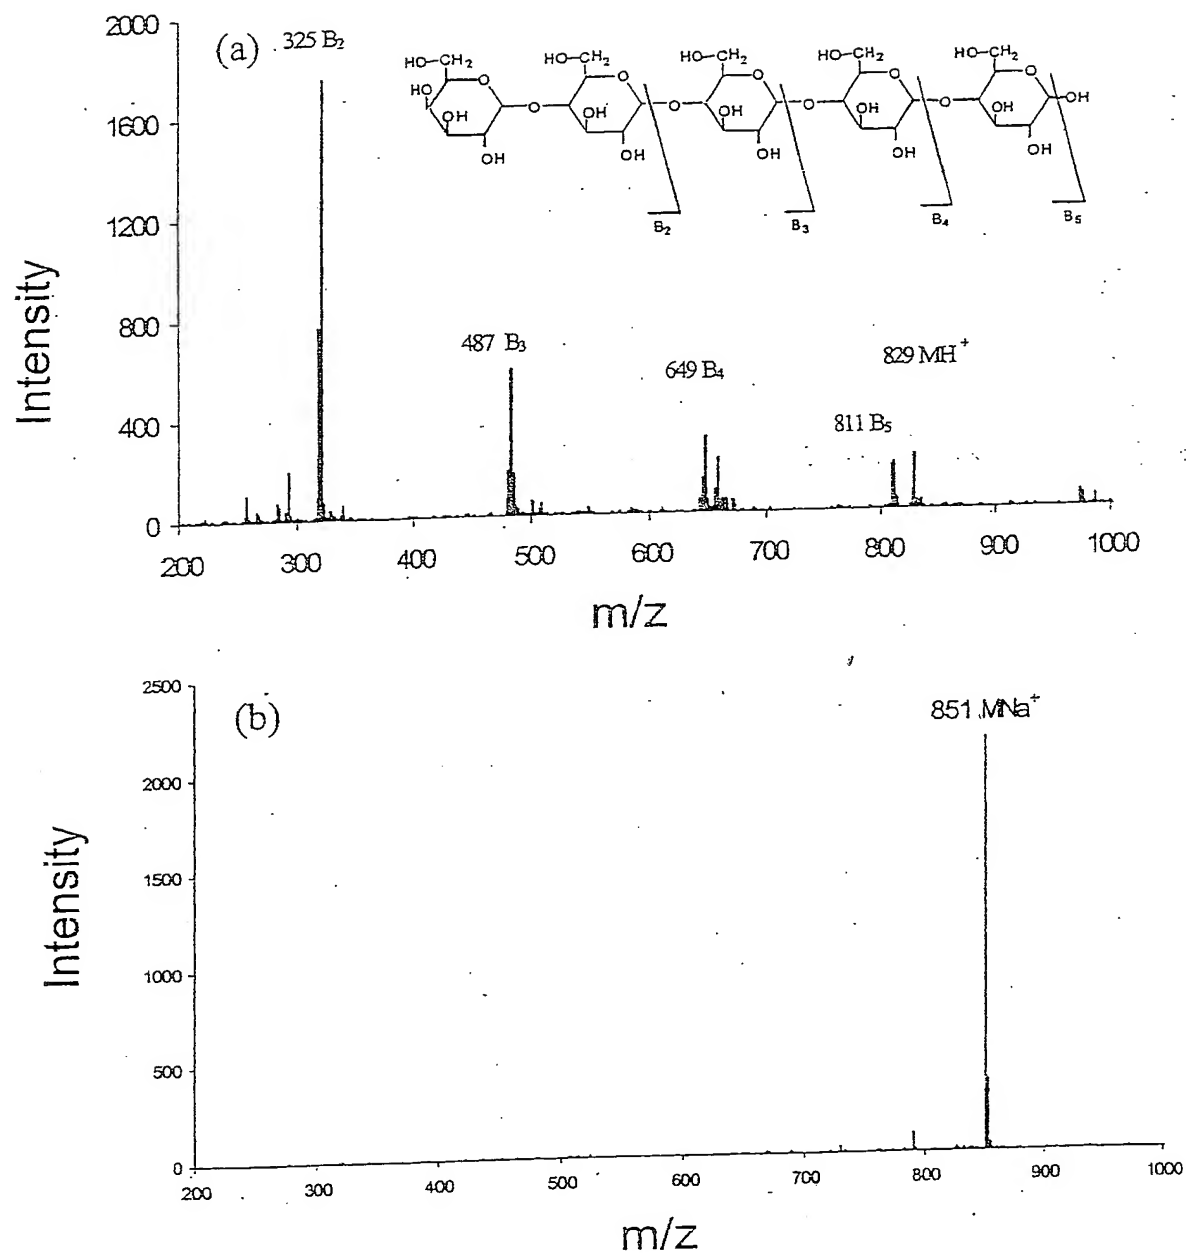 (a)
325 B2
487 B3
649 B4
811 B5
829 MH+
HO-CH2 HO-CH2 HO-CH2 HO-CH2 HO-CH2
O O O O O
HO OH OH OH OH OH OH
O O O O
OH OH OH OH OH
B2 B3 B4 B5
Intensity
2000
1600
1200
800
400
0
200 300 400 500 600 700 800 900 1000
m/z
(b)
851 MNa+
Intensity
2500
2000
1500
1000
500
0
200 300 400 500 600 700 800 900 1000
m/z